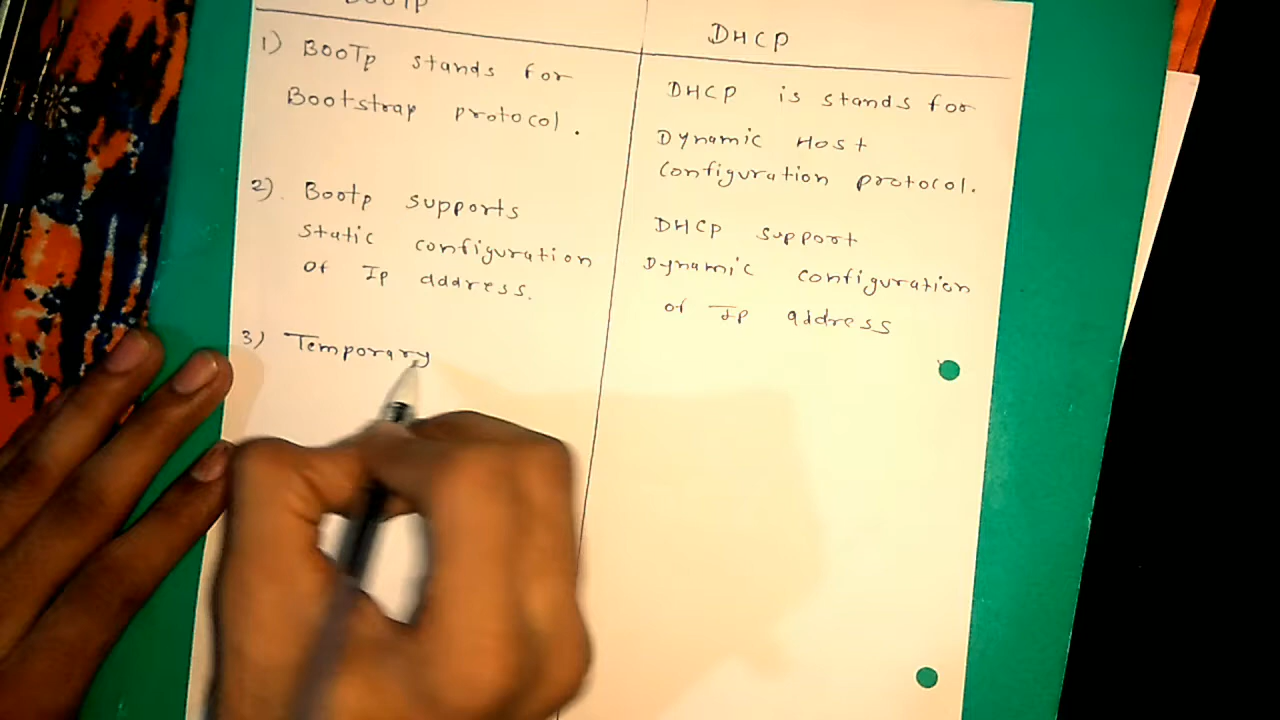 BOOTP
DHCP
1) BOOTp stands for
Bootstrap protocol.
DHCP is stands for
Dynamic Host
Configuration protocol.
2). Bootp supports
static configuration
of Ip address.
DHCP support
Dynamic configuration
of Ip address
3) Temporary